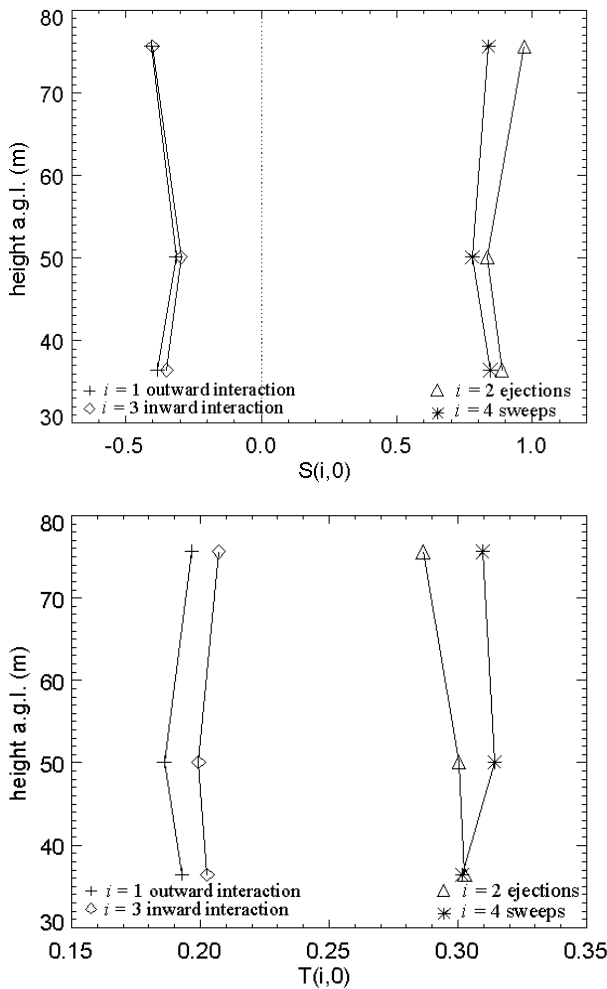 80
70
60
50
40
30
height a.g.l. (m)
i = 1 outward interaction
i = 3 inward interaction
i = 2 ejections
i = 4 sweeps
-0.5 0.0 0.5 1.0
S(i,0)
80
70
60
50
40
30
height a.g.l. (m)
i = 1 outward interaction
i = 3 inward interaction
i = 2 ejections
i = 4 sweeps
0.15 0.20 0.25 0.30 0.35
T(i,0)